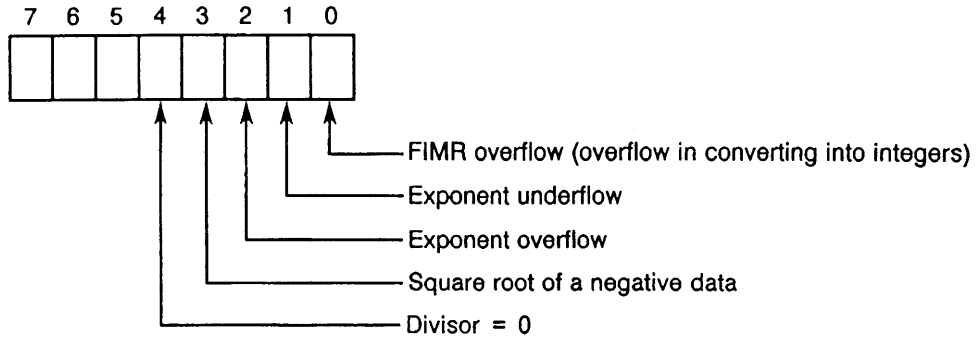 7 6 5 4 3 2 1 0
FIMR overflow (overflow in converting into integers)
Exponent underflow
Exponent overflow
Square root of a negative data
Divisor = 0